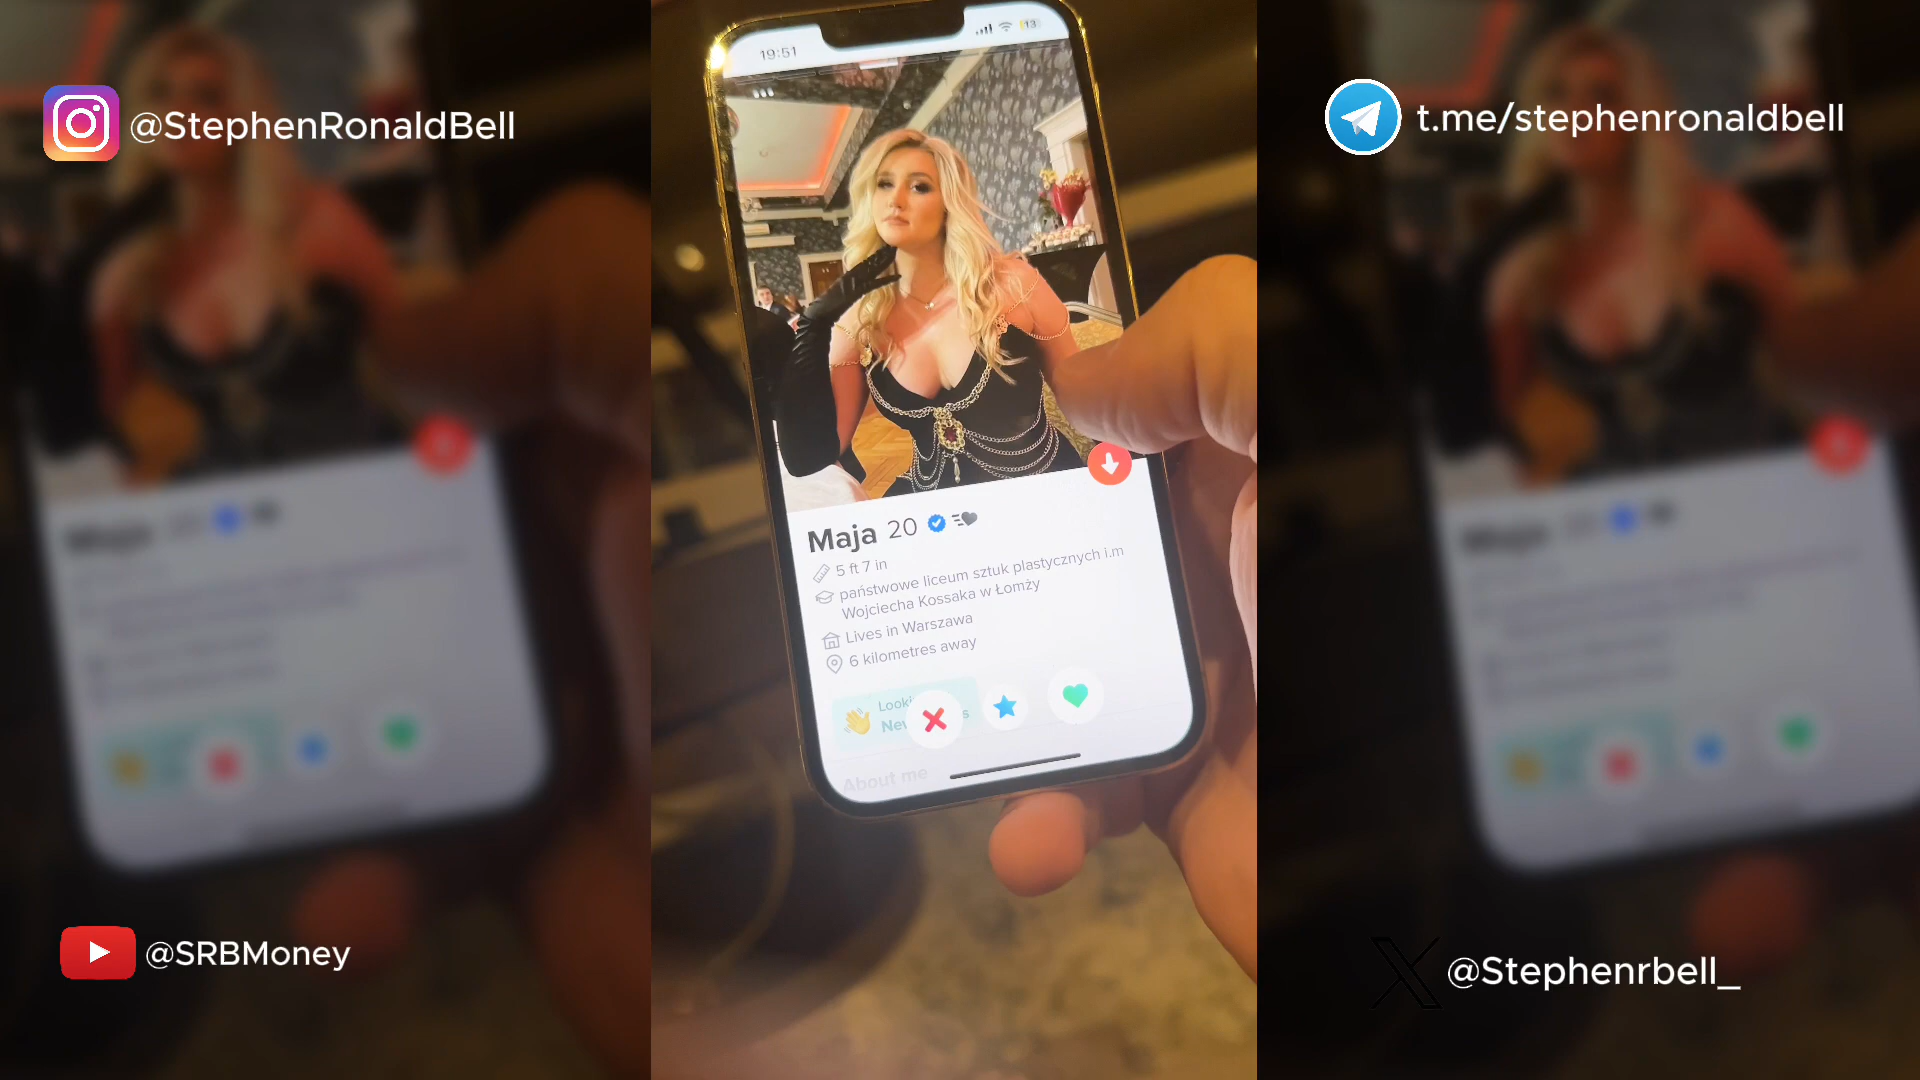 @StephenRonaldBell
t.me/stephenronaldbell
19:51
13
Maja 20
5 ft 7 in
państwowe liceum sztuk plastycznych i.m
Wojciecha Kossaka w Łomży
Lives in Warszawa
6 kilometres away
About me
@SRBMoney
@Stephenrbell_